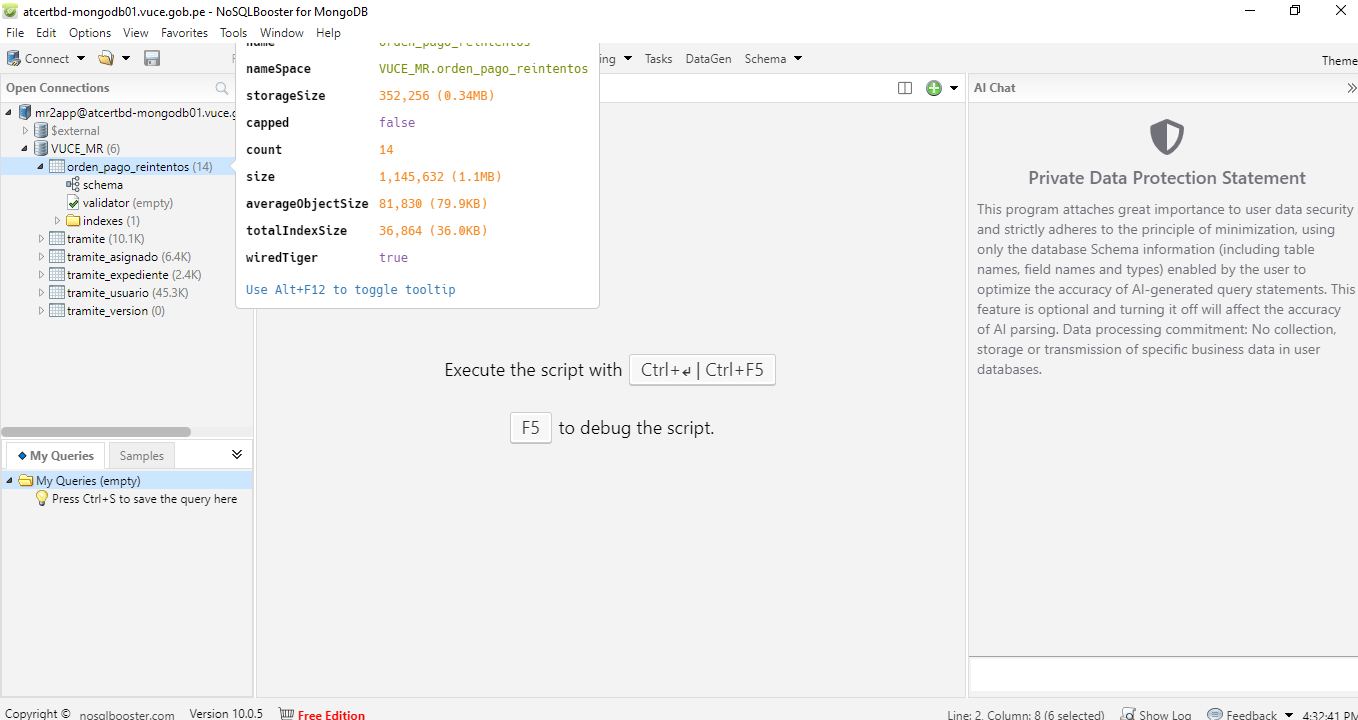 atcertbd-mongodb01.vuce.gob.pe - NoSQLBooster for MongoDB
File Edit Mongodb Options View Favorites Tools Window Help
Connect
ng Tasks DataGen Schema
Theme
Open Connections
mr2app@atcertbd-mongodb01.vuce.g
$external
VUCE_MR (6)
orden_pago_reintentos (14)
schema
validator (empty)
indexes (1)
tramite (10.1K)
tramite_asignado (6.4K)
tramite_expediente (2.4K)
tramite_usuario (45.3K)
tramite_version (0)
name orden_pago_reintentos
nameSpace VUCE_MR.orden_pago_reintentos
storageSize 352,256 (0.34MB)
capped false
count 14
size 1,145,632 (1.1MB)
averageObjectSize 81,830 (79.9KB)
totalIndexSize 36,864 (36.0KB)
wiredTiger true
Use Alt+F12 to toggle tooltip
Execute the script with Ctrl+↵ | Ctrl+F5
F5 to debug the script.
AI Chat
Private Data Protection Statement
This program attaches great importance to user data security
and strictly adheres to the principle of minimization, using
only the database Schema information (including table
names, field names and types) enabled by the user to
optimize the accuracy of AI-generated query statements. This
feature is optional and turning it off will affect the accuracy
of AI parsing. Data processing commitment: No collection,
storage or transmission of specific business data in user
databases.
My Queries Samples
My Queries (empty)
Press Ctrl+S to save the query here
Copyright © nosqlbooster.com Version 10.0.5 Free Edition Line: 2, Column: 8 (6 selected) Show Log Feedback 4:32:41 PM